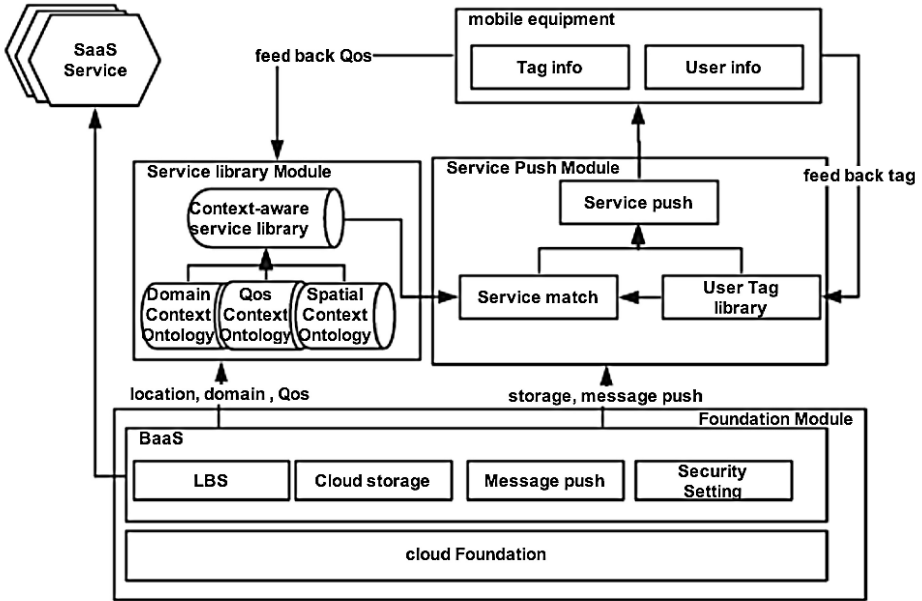 mobile equipment
SaaS
Service
feed back Qos
Tag info
User info
Service library Module
Service Push Module
feed back tag
Context-aware
service library
Service push
Domain
Context
Ontology
Qos
Context
Ontology
Spatial
Context
Ontology
Service match
User Tag
library
location, domain , Qos
storage, message push
Foundation Module
BaaS
LBS
Cloud storage
Message push
Security
Setting
cloud Foundation